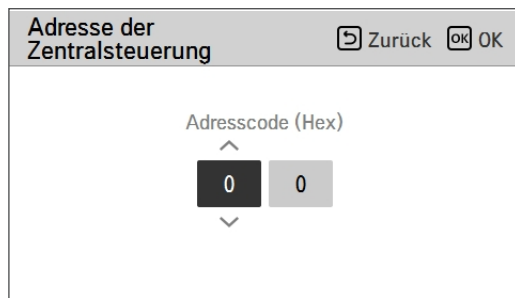 Adresse der
Zentralsteuerung
Zurück OK OK
Adresscode (Hex)
0 0